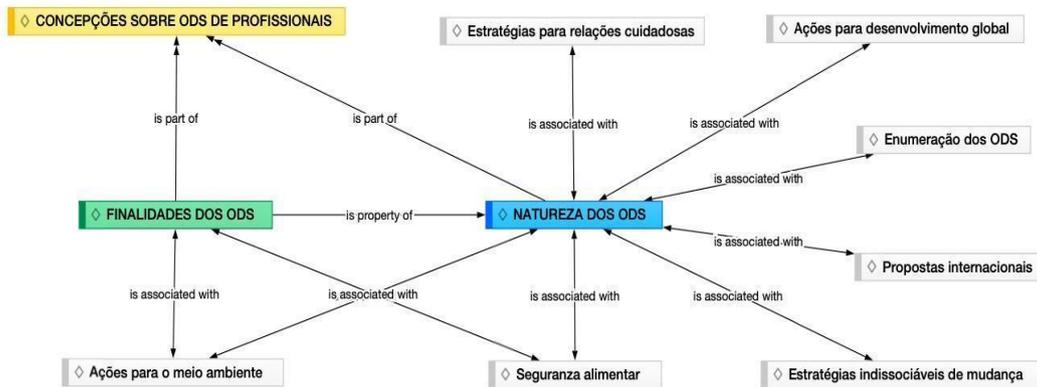 ◇ CONCEPÇÕES SOBRE ODS DE PROFISSIONAIS
◇ Estratégias para relações cuidadosas
◇ Ações para desenvolvimento global
is part of
is part of
is associated with
is associated with
◇ Enumeração dos ODS
is associated with
◇ FINALIDADES DOS ODS
is property of
◇ NATUREZA DOS ODS
is associated with
◇ Propostas internacionais
is associated with
is associated with
is associated with
is associated with
◇ Ações para o meio ambiente
◇ Seguranza alimentar
◇ Estratégias indissociáveis de mudança